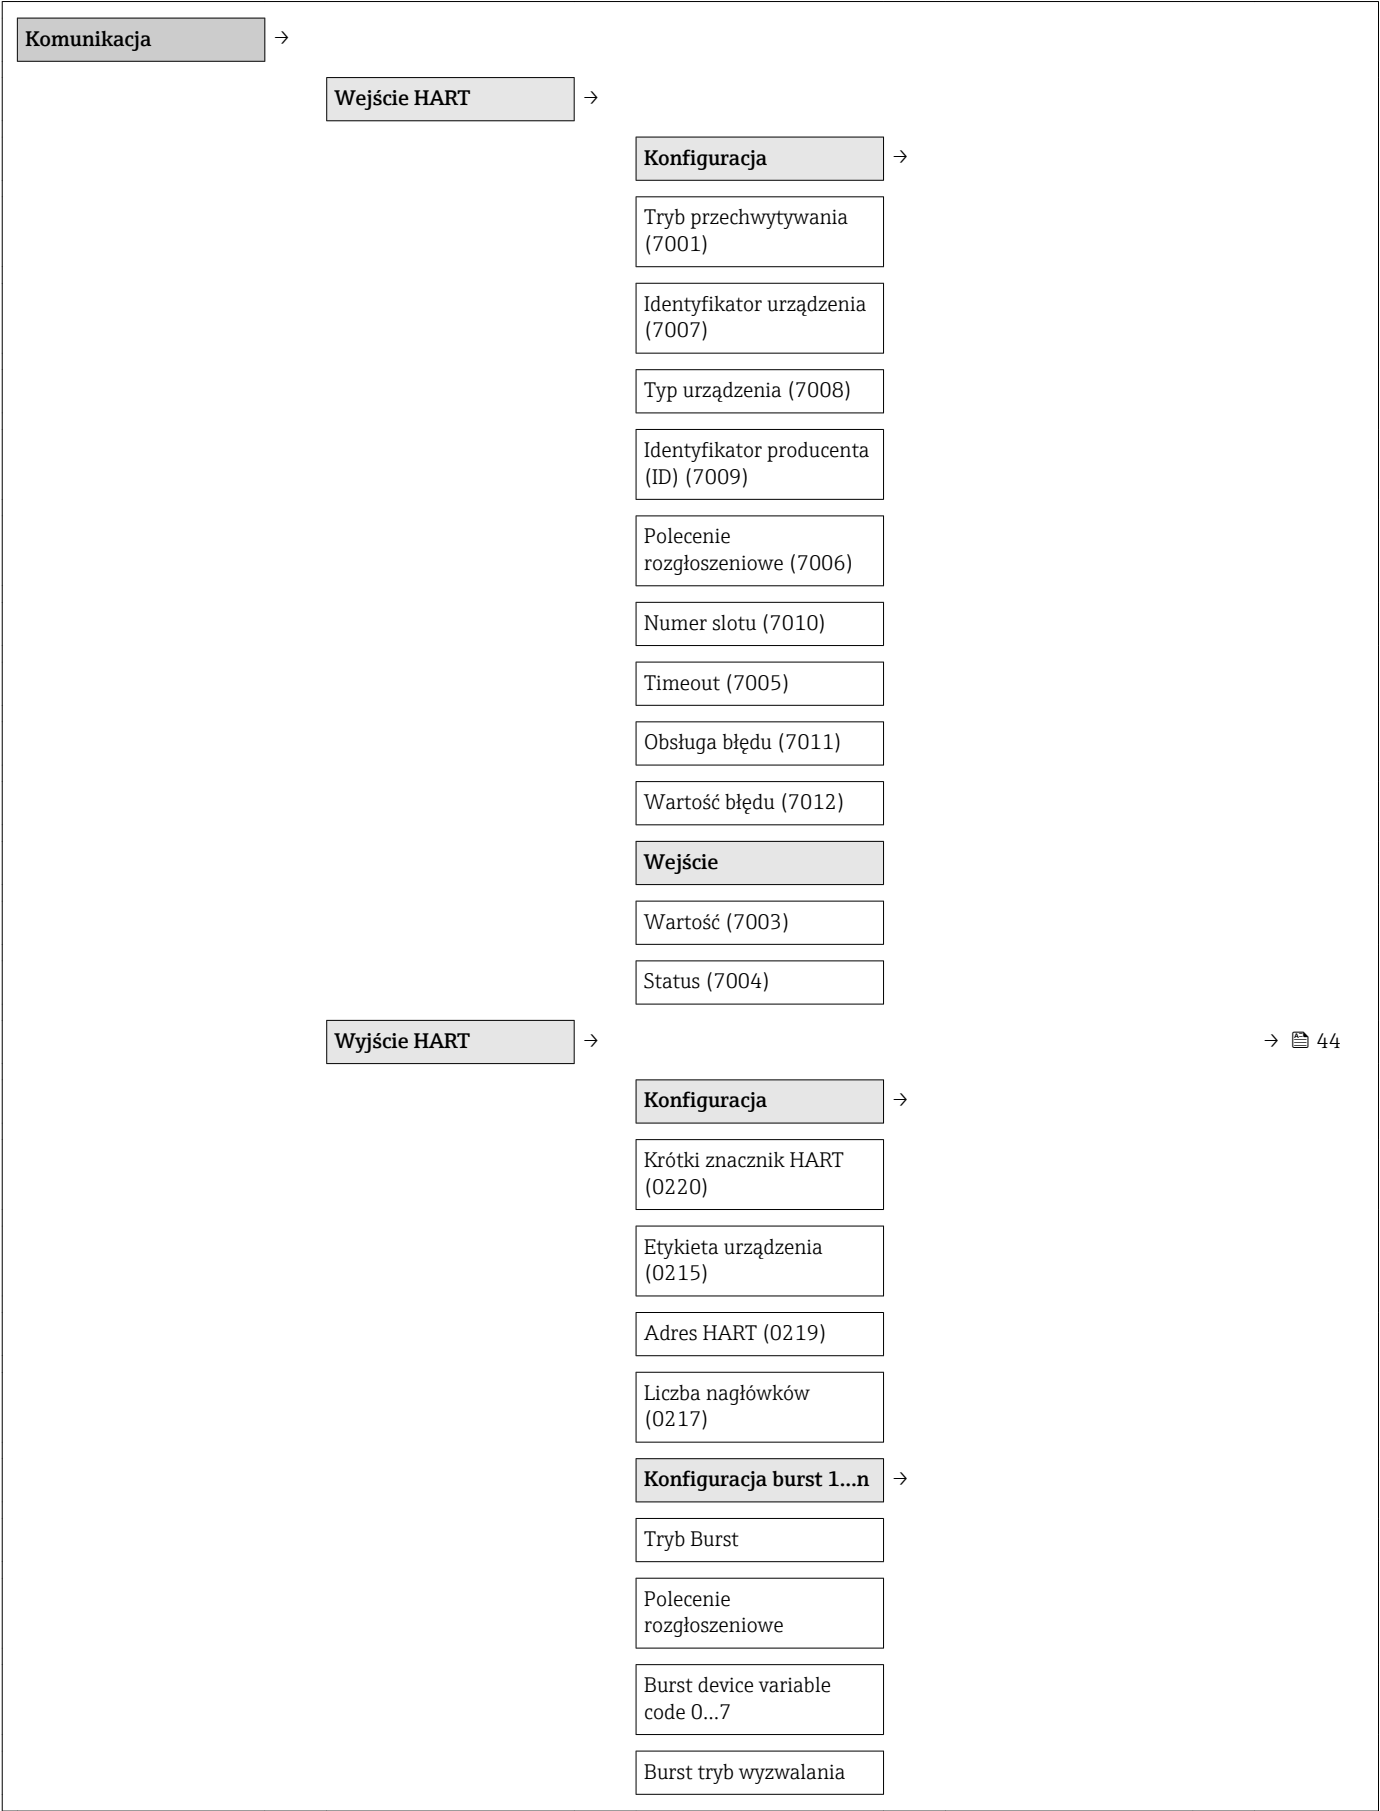 Komunikacja →
Wejście HART →
Konfiguracja →
Tryb przechwytywania
(7001)
Identyfikator urządzenia
(7007)
Typ urządzenia (7008)
Identyfikator producenta
(ID) (7009)
Polecenie
rozgłoszeniowe (7006)
Numer slotu (7010)
Timeout (7005)
Obsługa błędu (7011)
Wartość błędu (7012)
Wejście
Wartość (7003)
Status (7004)
Wyjście HART → → 44
Konfiguracja →
Krótki znacznik HART
(0220)
Etykieta urządzenia
(0215)
Adres HART (0219)
Liczba nagłówków
(0217)
Konfiguracja burst 1...n →
Tryb Burst
Polecenie
rozgłoszeniowe
Burst device variable
code 0...7
Burst tryb wyzwalania